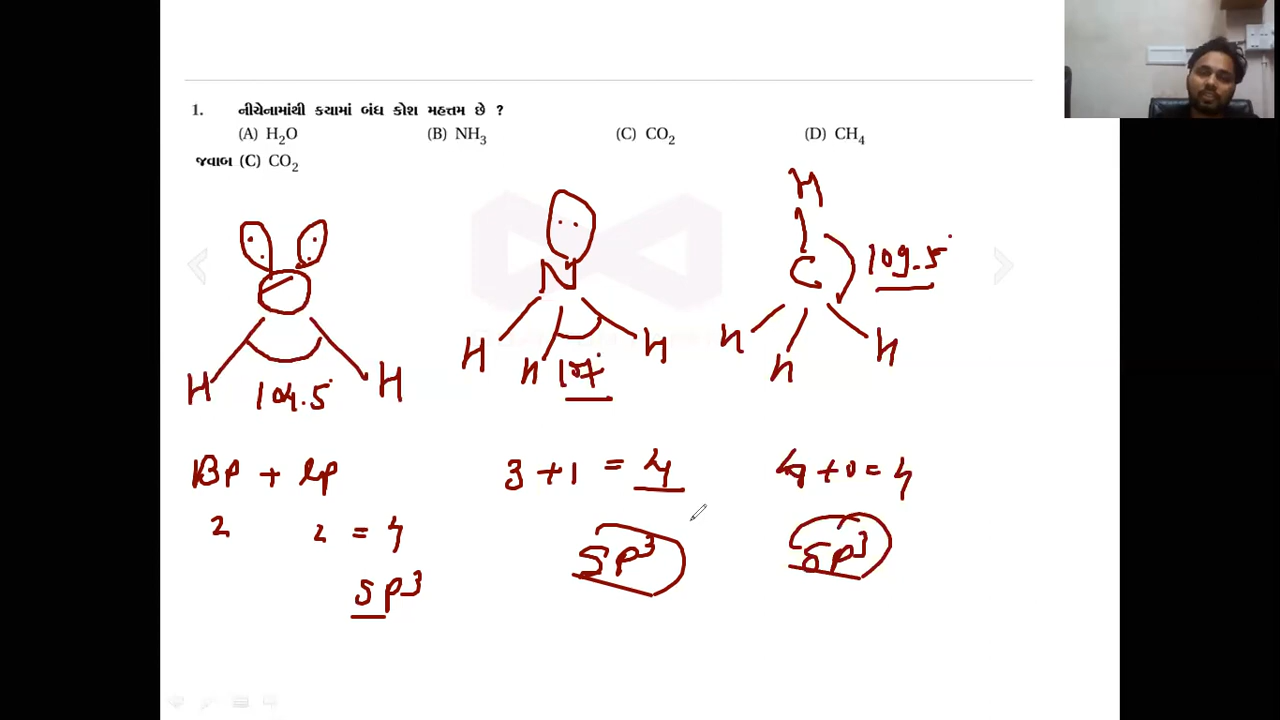 1. નીચેનામાંથી કયામાં બંધ કોણ મહત્તમ છે ?
(A) H₂O (B) NH₃ (C) CO₂ (D) CH₄
જવાબ (C) CO₂
H
N C 109.5°
H H H H H H H H
104.5° 107°
BP + lp 3 + 1 = 4 4 + 0 = 4
2 2 = 4
sp³ sp³
sp³